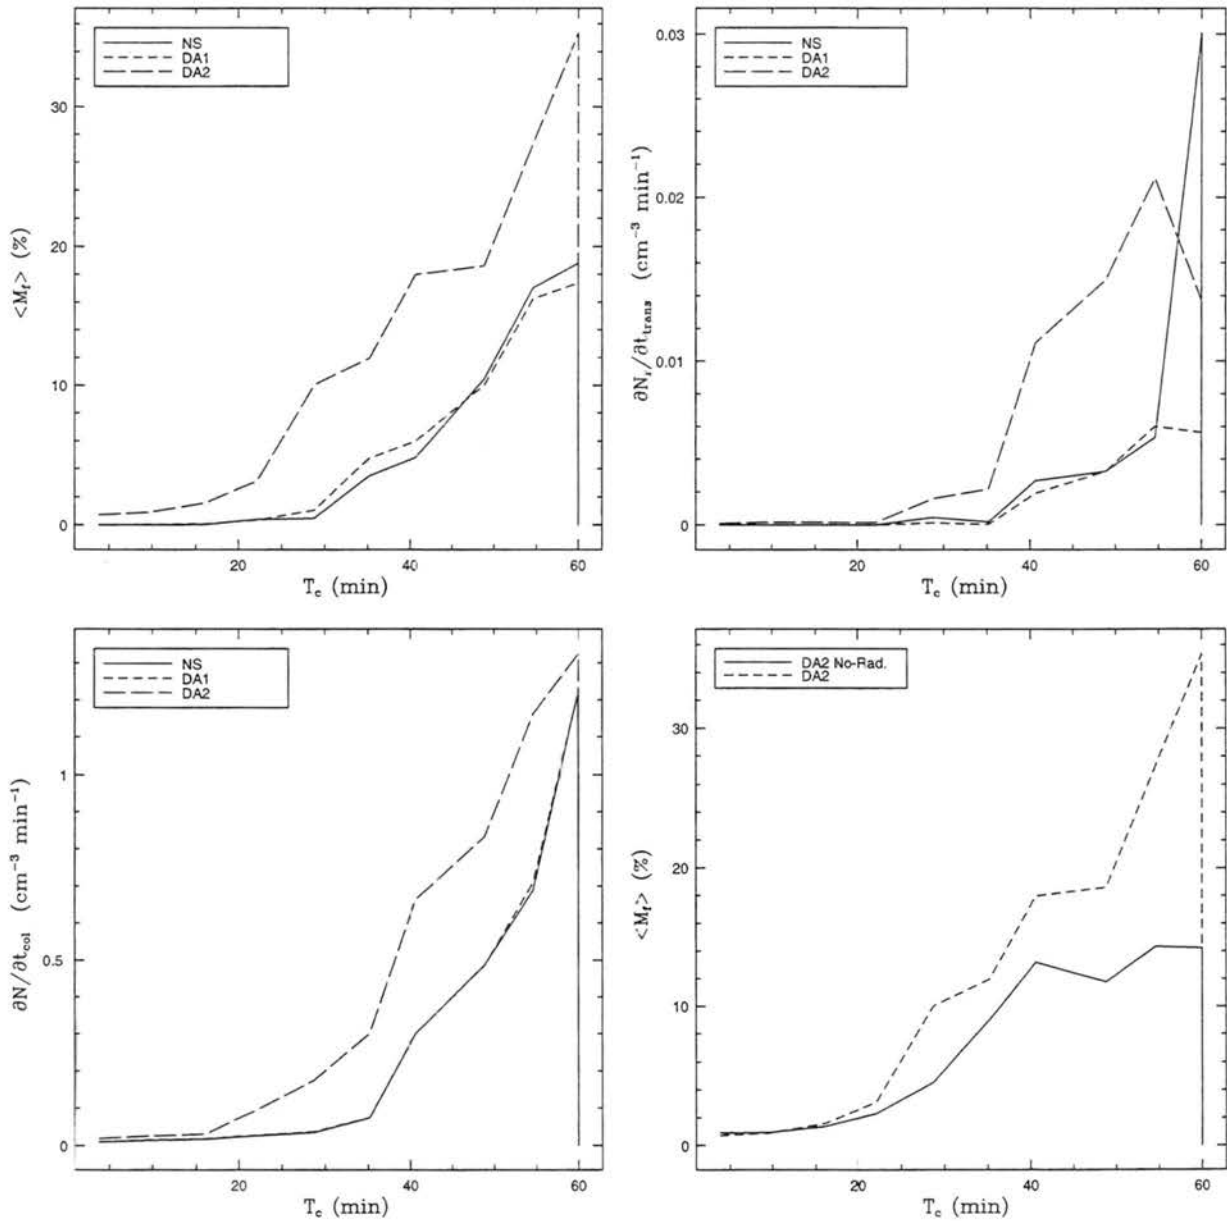 NS
DA1
DA2
30
20
10
0
<M_f> (%)
20
40
60
T_c (min)
NS
DA1
DA2
0.03
0.02
0.01
0
∂N_r/∂t_trans (cm⁻³ min⁻¹)
20
40
60
T_c (min)
NS
DA1
DA2
1
0.5
0
∂N/∂t_col (cm⁻³ min⁻¹)
20
40
60
T_c (min)
DA2 No-Rad.
DA2
30
20
10
0
<M_f> (%)
20
40
60
T_c (min)